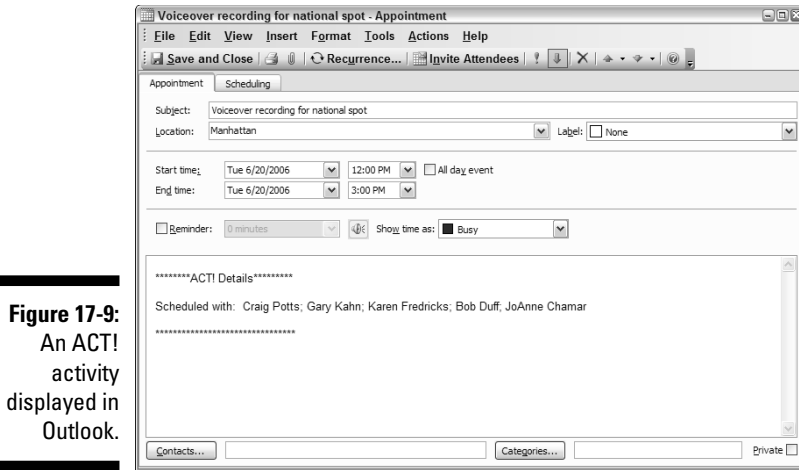 Voiceover recording for national spot - Appointment
File Edit View Insert Format Tools Actions Help
Save and Close Recurrence... Invite Attendees
Appointment Scheduling
Subject: Voiceover recording for national spot
Location: Manhattan Label: None
Start time: Tue 6/20/2006 12:00 PM All day event
End time: Tue 6/20/2006 3:00 PM
Reminder: 0 minutes Show time as: Busy
********ACT! Details*********
Scheduled with: Craig Potts; Gary Kahn; Karen Fredricks; Bob Duff; JoAnne Chamar
********************************
Contacts... Categories... Private
Figure 17-9:
An ACT!
activity
displayed in
Outlook.